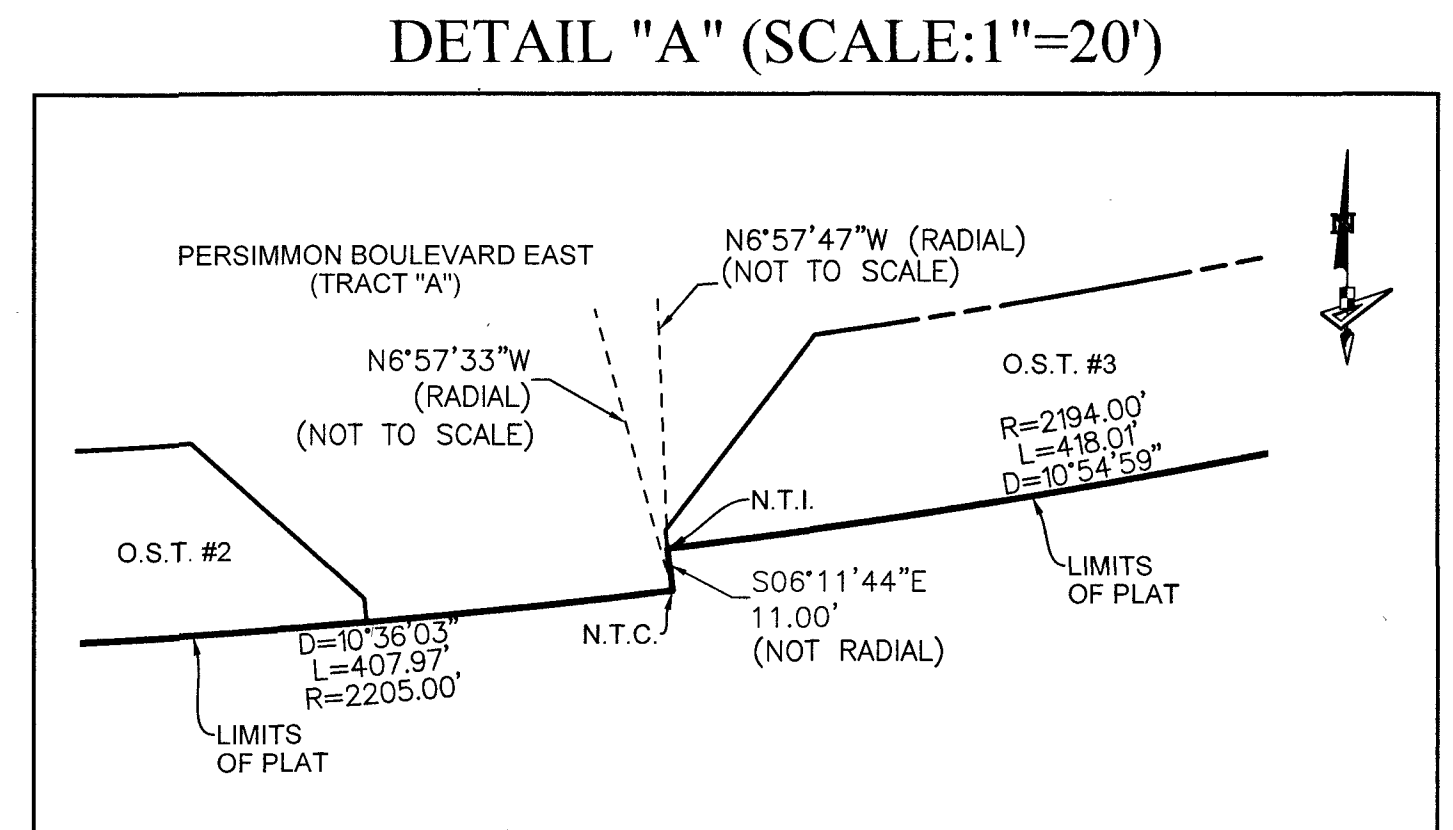 DETAIL "A" (SCALE:1"=20')
N
PERSIMMON BOULEVARD EAST
(TRACT "A")
N6°57'47"W (RADIAL)
(NOT TO SCALE)
N6°57'33"W
(RADIAL)
(NOT TO SCALE)
O.S.T. #3
R=2194.00'
L=418.01'
D=10°54'59"
N.T.I.
O.S.T. #2
LIMITS
OF PLAT
S06°11'44"E
11.00'
(NOT RADIAL)
N.T.C.
D=10°36'03"
L=407.97'
R=2205.00'
LIMITS
OF PLAT